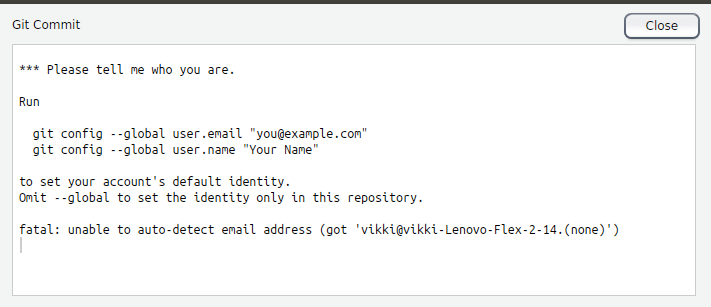 Git Commit
Close
*** Please tell me who you are.
Run
git config --global user.email "you@example.com"
git config --global user.name "Your Name"
to set your account's default identity.
Omit --global to set the identity only in this repository.
fatal: unable to auto-detect email address (got 'vikki@vikki-Lenovo-Flex-2-14.(none)')